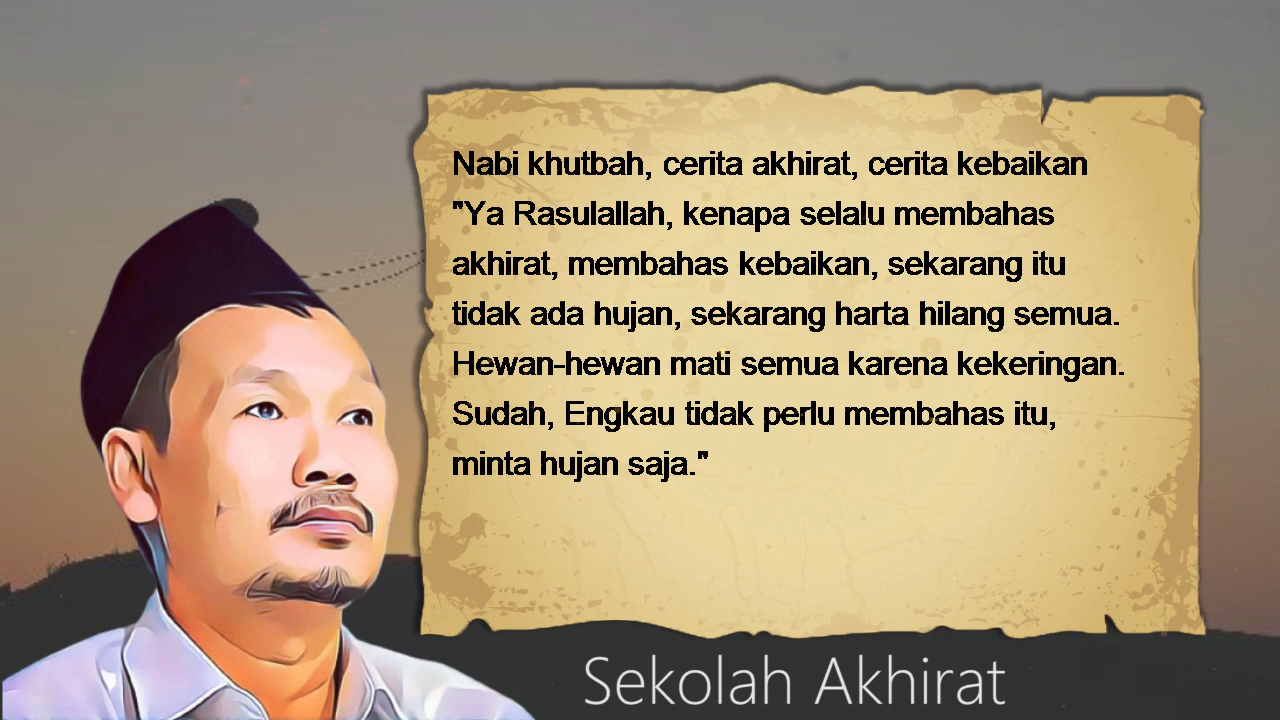 Nabi khutbah, cerita akhirat, cerita kebaikan
"Ya Rasulallah, kenapa selalu membahas
akhirat, membahas kebaikan, sekarang itu
tidak ada hujan, sekarang harta hilang semua.
Hewan-hewan mati semua karena kekeringan.
Sudah, Engkau tidak perlu membahas itu,
minta hujan saja."
Sekolah Akhirat